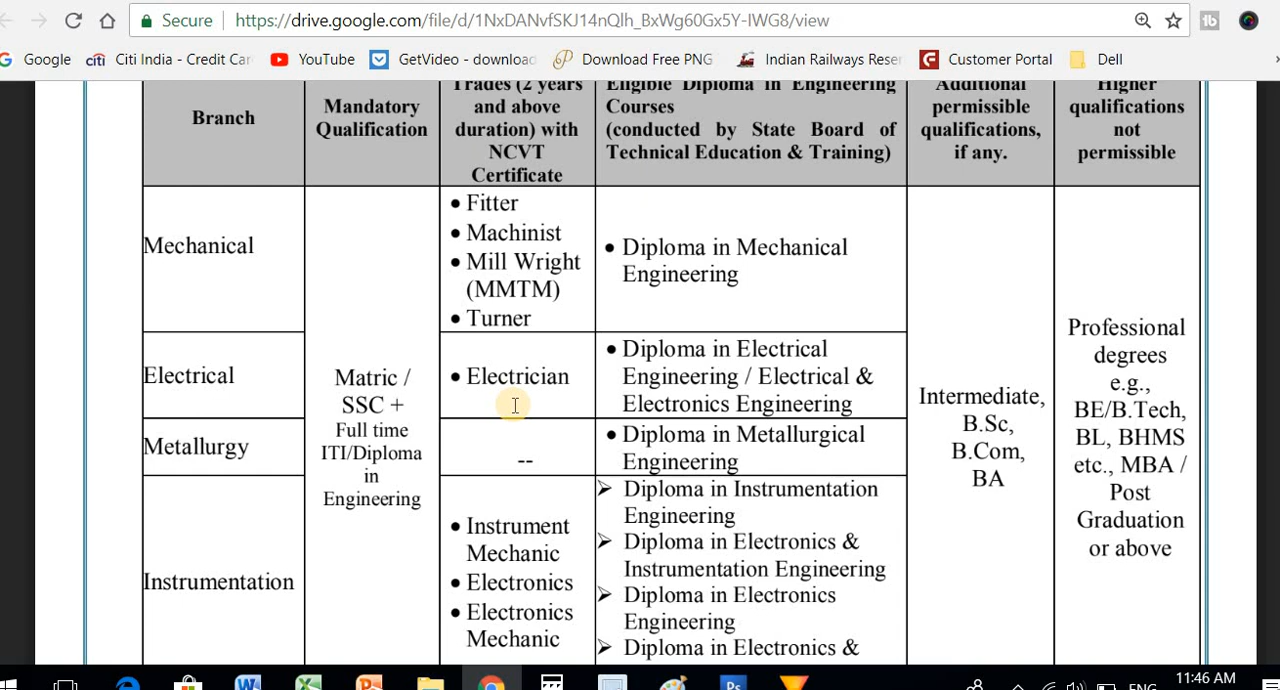 Secure https://drive.google.com/file/d/1NxDANvfSKJ14nQlh_BxWg60Gx5Y-IWG8/view
Google citi Citi India - Credit Car YouTube GetVideo - download Download Free PNG Indian Railways Reser Customer Portal Dell
Branch
Mandatory
Qualification
Trades (2 years
and above
duration) with
NCVT
Certificate
Eligible Diploma in Engineering
Courses
(conducted by State Board of
Technical Education & Training)
Additional
permissible
qualifications,
if any.
Higher
qualifications
not
permissible
Mechanical
Matric /
SSC +
Full time
ITI/Diploma
in
Engineering
• Fitter
• Machinist
• Mill Wright
(MMTM)
• Turner
• Diploma in Mechanical
Engineering
Intermediate,
B.Sc,
B.Com,
BA
Professional
degrees
e.g.,
BE/B.Tech,
BL, BHMS
etc., MBA /
Post
Graduation
or above
Electrical
• Electrician
• Diploma in Electrical
Engineering / Electrical &
Electronics Engineering
Metallurgy
--
• Diploma in Metallurgical
Engineering
Instrumentation
• Instrument
Mechanic
• Electronics
• Electronics
Mechanic
➢ Diploma in Instrumentation
Engineering
➢ Diploma in Electronics &
Instrumentation Engineering
➢ Diploma in Electronics
Engineering
➢ Diploma in Electronics &
11:46 AM
ENG